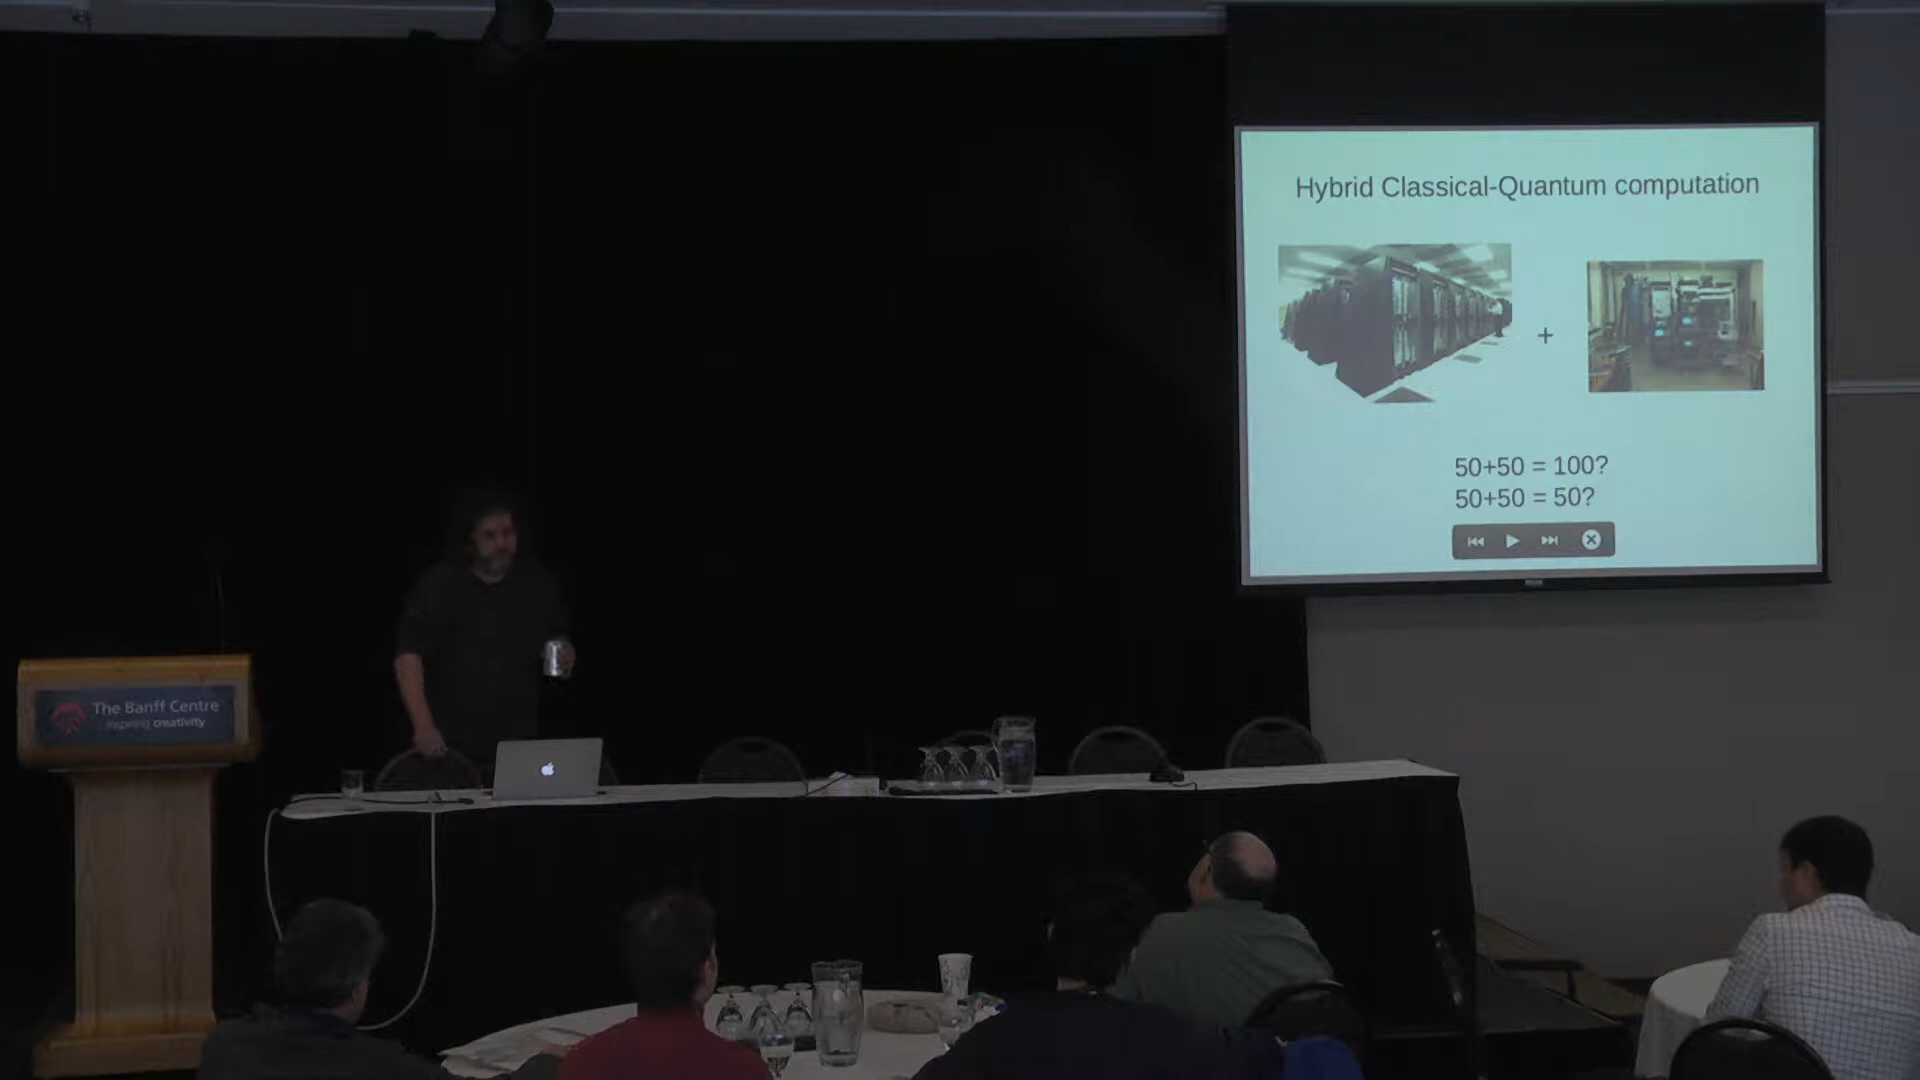 Hybrid Classical-Quantum computation
+
50+50 = 100?
50+50 = 50?
The Banff Centre
inspiring creativity